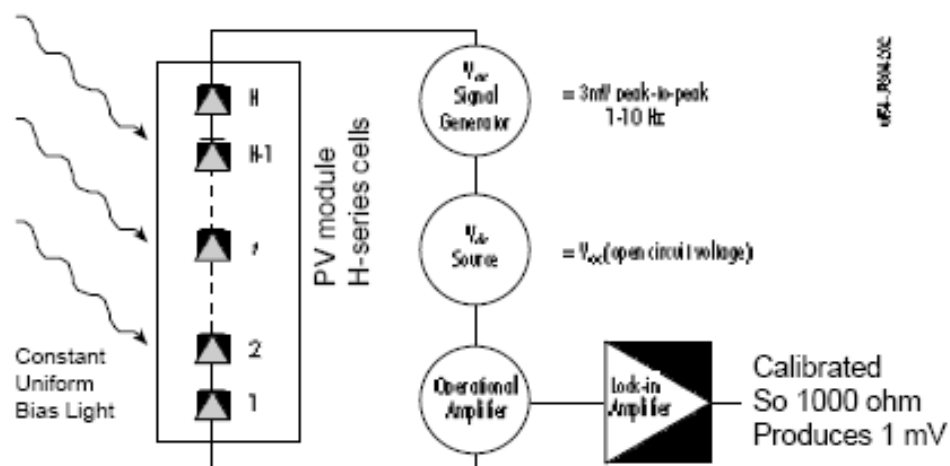 H
H-1
2
1
PV module
H-series cells
Constant
Uniform
Bias Light
Signal
Generator
= 3mV peak-to-peak
1-10 Hz
V dc
Source
= Voc (open circuit voltage)
Operational
Amplifier
Lock-in
Amplifier
Calibrated
So 1000 ohm
Produces 1 mV